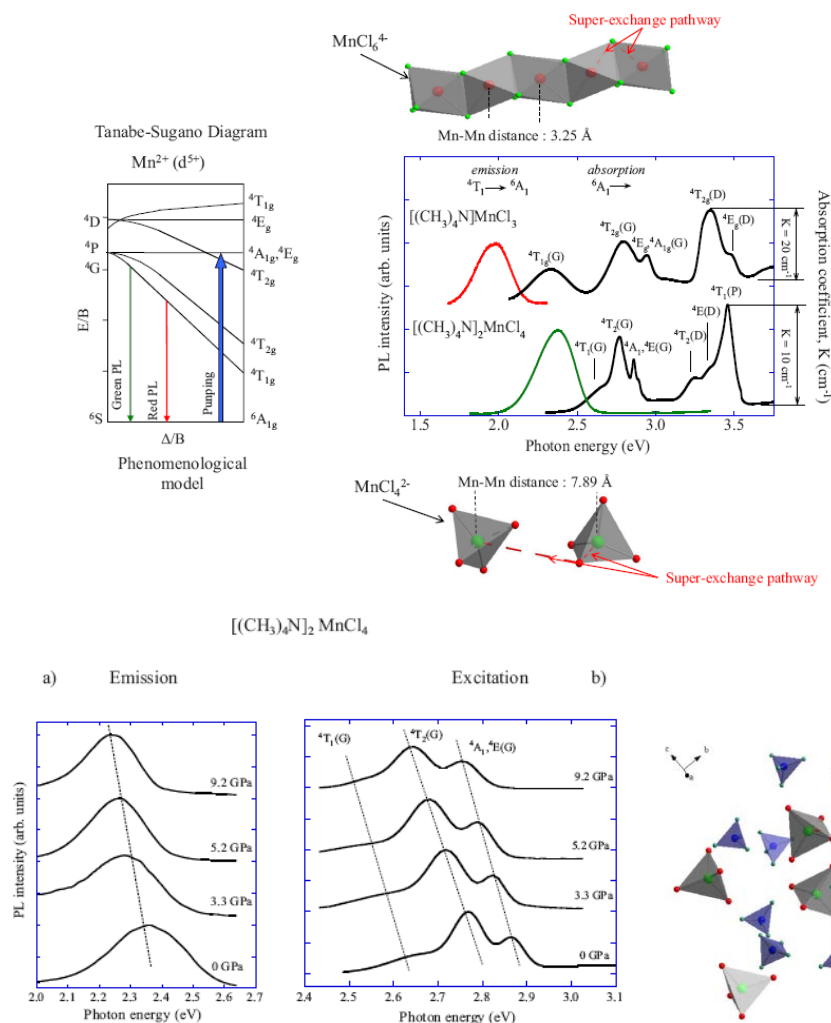 Super-exchange pathway
MnCl₆⁴⁻
Mn-Mn distance : 3.25 Å
Tanabe-Sugano Diagram
Mn²⁺ (d⁵⁺)
⁴T₁g
⁴D
⁴Eg
⁴P
⁴A₁g,⁴Eg
⁴G
⁴T₂g
E/B
⁴T₂g
⁴T₁g
Green PL
Red PL
Punping
⁶S
⁶A₁g
Δ/B
Phenomenological
model
emission
absorption
⁴T₁→⁶A₁
⁶A₁→
⁴T₂g(D)
[(CH₃)₄N]MnCl₃
⁴T₂g(G)
⁴Eg,⁴A₁g(G)
⁴Eg(D)
⁴T₁g(G)
K = 20 cm⁻¹
⁴T₁(P)
[(CH₃)₄N]₂MnCl₄
⁴T₂(G)
⁴E(D)
⁴T₁(G)
⁴A₁,⁴E(G)
⁴T₂(D)
K = 10 cm⁻¹
PL intensity (arb. units)
Absorption coefficient, K (cm⁻¹)
1.5 2.0 2.5 3.0 3.5
Photon energy (eV)
MnCl₄²⁻
Mn-Mn distance : 7.89 Å
Super-exchange pathway
[(CH₃)₄N]₂ MnCl₄
a) Emission
Excitation b)
PL intensity (arb. units)
9.2 GPa
5.2 GPa
3.3 GPa
0 GPa
2.0 2.1 2.2 2.3 2.4 2.5 2.6 2.7
Photon energy (eV)
⁴T₁(G)
⁴T₂(G)
⁴A₁,⁴E(G)
9.2 GPa
5.2 GPa
3.3 GPa
0 GPa
2.4 2.5 2.6 2.7 2.8 2.9 3.0 3.1
Photon energy (eV)
c
b
a